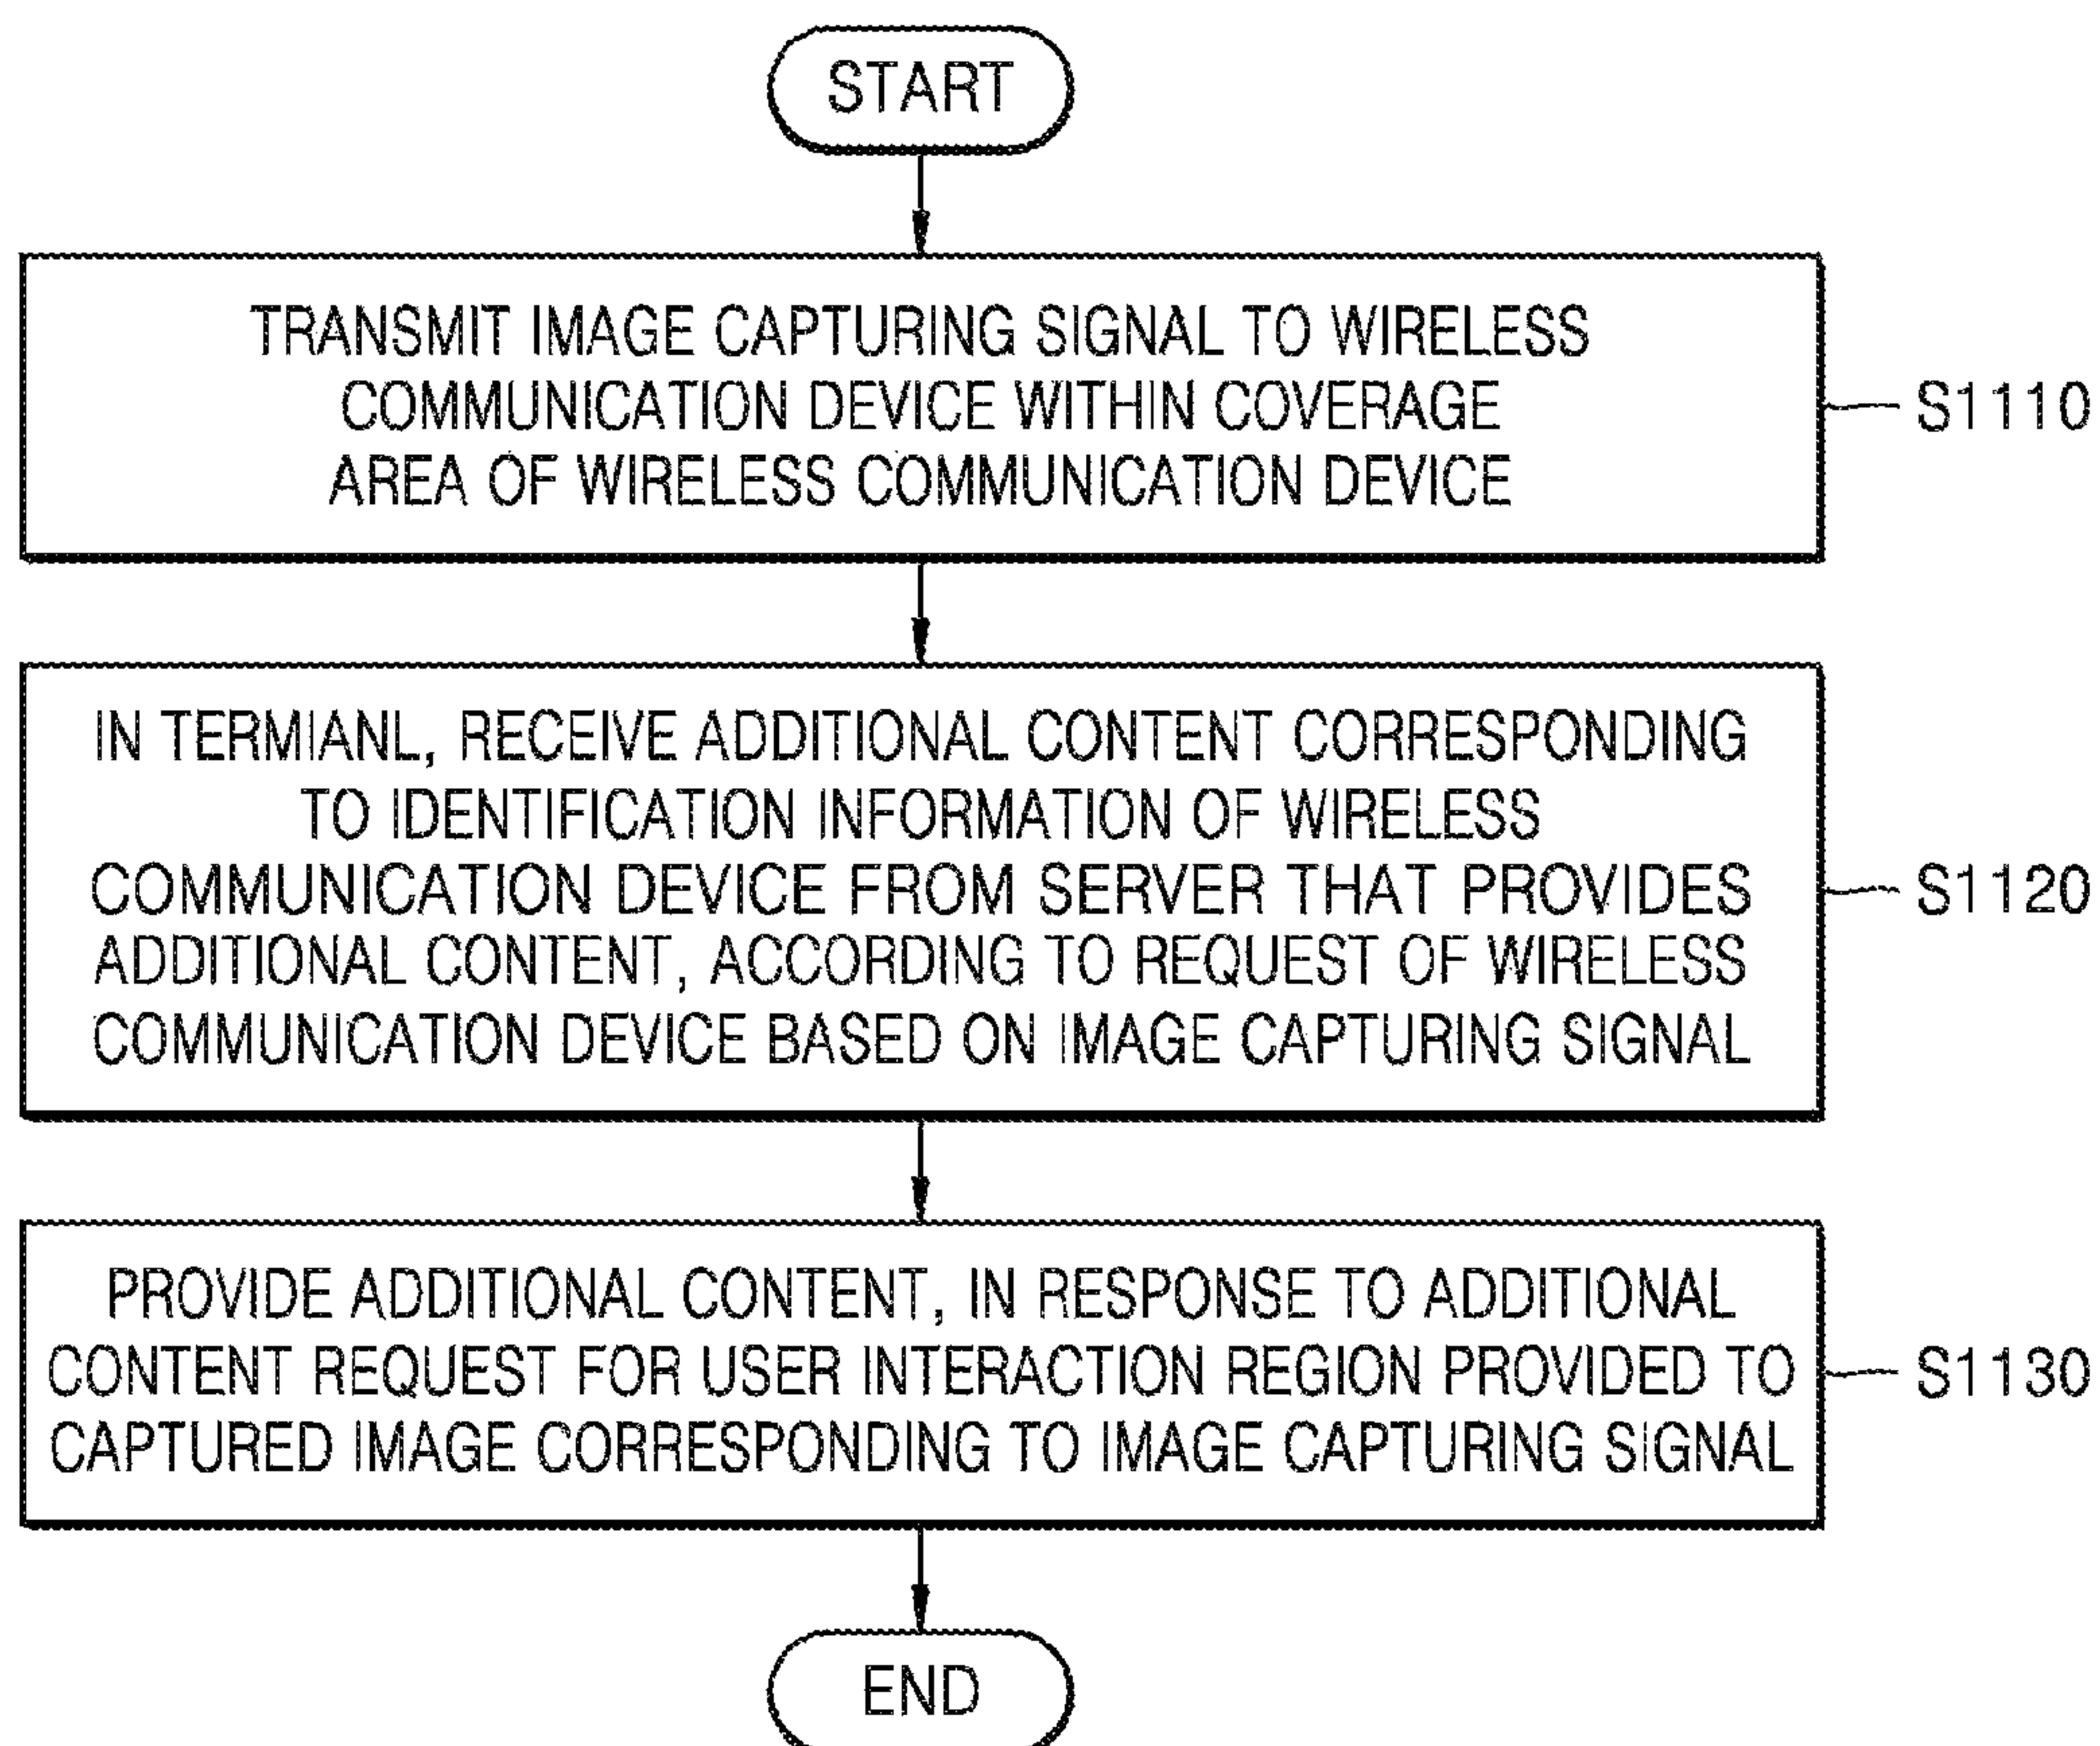 START
TRANSMIT IMAGE CAPTURING SIGNAL TO WIRELESS
COMMUNICATION DEVICE WITHIN COVERAGE
AREA OF WIRELESS COMMUNICATION DEVICE
S1110
IN TERMIANL, RECEIVE ADDITIONAL CONTENT CORRESPONDING
TO IDENTIFICATION INFORMATION OF WIRELESS
COMMUNICATION DEVICE FROM SERVER THAT PROVIDES
ADDITIONAL CONTENT, ACCORDING TO REQUEST OF WIRELESS
COMMUNICATION DEVICE BASED ON IMAGE CAPTURING SIGNAL
S1120
PROVIDE ADDITIONAL CONTENT, IN RESPONSE TO ADDITIONAL
CONTENT REQUEST FOR USER INTERACTION REGION PROVIDED TO
CAPTURED IMAGE CORRESPONDING TO IMAGE CAPTURING SIGNAL
S1130
END